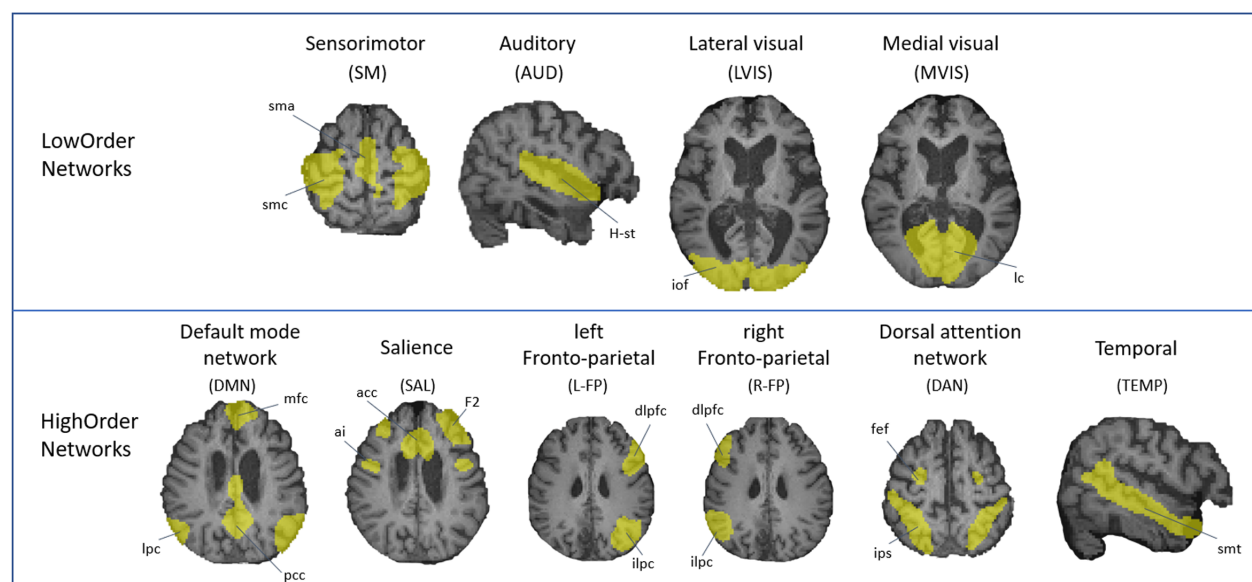 Sensorimotor
(SM)
Auditory
(AUD)
Lateral visual
(LVIS)
Medial visual
(MVIS)
LowOrder
Networks
sma
smc
H-st
iof
lc
Default mode
network
(DMN)
Salience
(SAL)
left
Fronto-parietal
(L-FP)
right
Fronto-parietal
(R-FP)
Dorsal attention
network
(DAN)
Temporal
(TEMP)
HighOrder
Networks
mfc
lpc
pcc
acc
F2
ai
dlpfc
ilpc
dlpfc
ilpc
fef
ips
smt